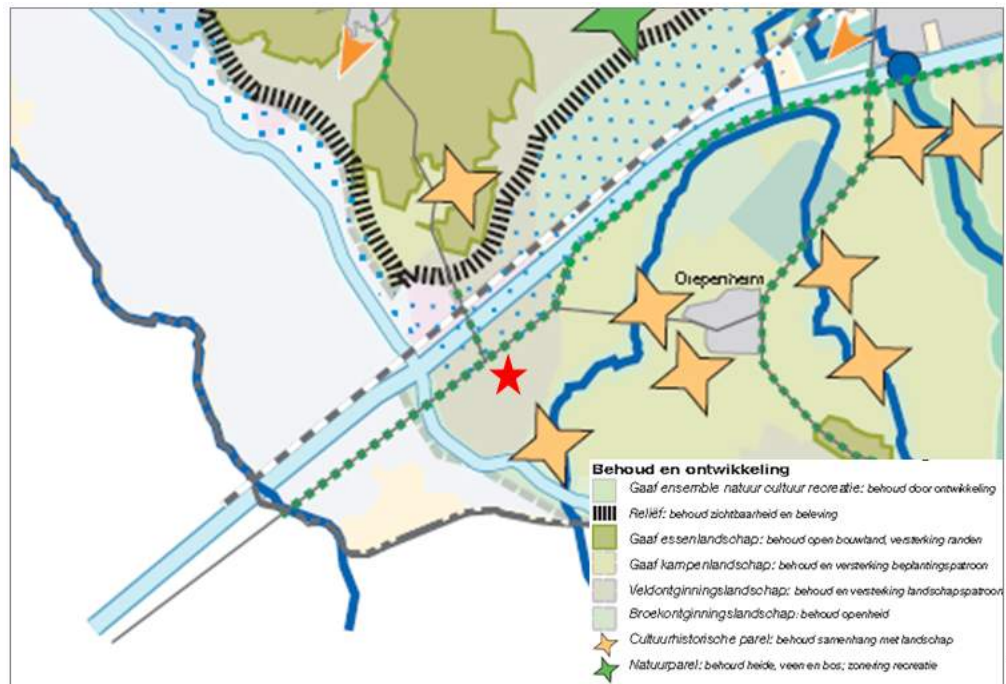 Diepenheim
Behoud en ontwikkeling
Gaaf ensemble natuur cultuur recreatie: behoud door ontwikkeling
Reliëf: behoud zichtbaarheid en beleving
Gaaf essenlandschap: behoud open bouwland, versterking randen
Gaaf kampenlandschap: behoud en versterking beplantingspatroon
Veldontginningslandschap: behoud en versterking landschapspatroon
Broekontginningslandschap: behoud openheid
Cultuurhistorische parel: behoud samenhang met landschap
Natuurparel: behoud heide, veen en bos; zonering recreatie